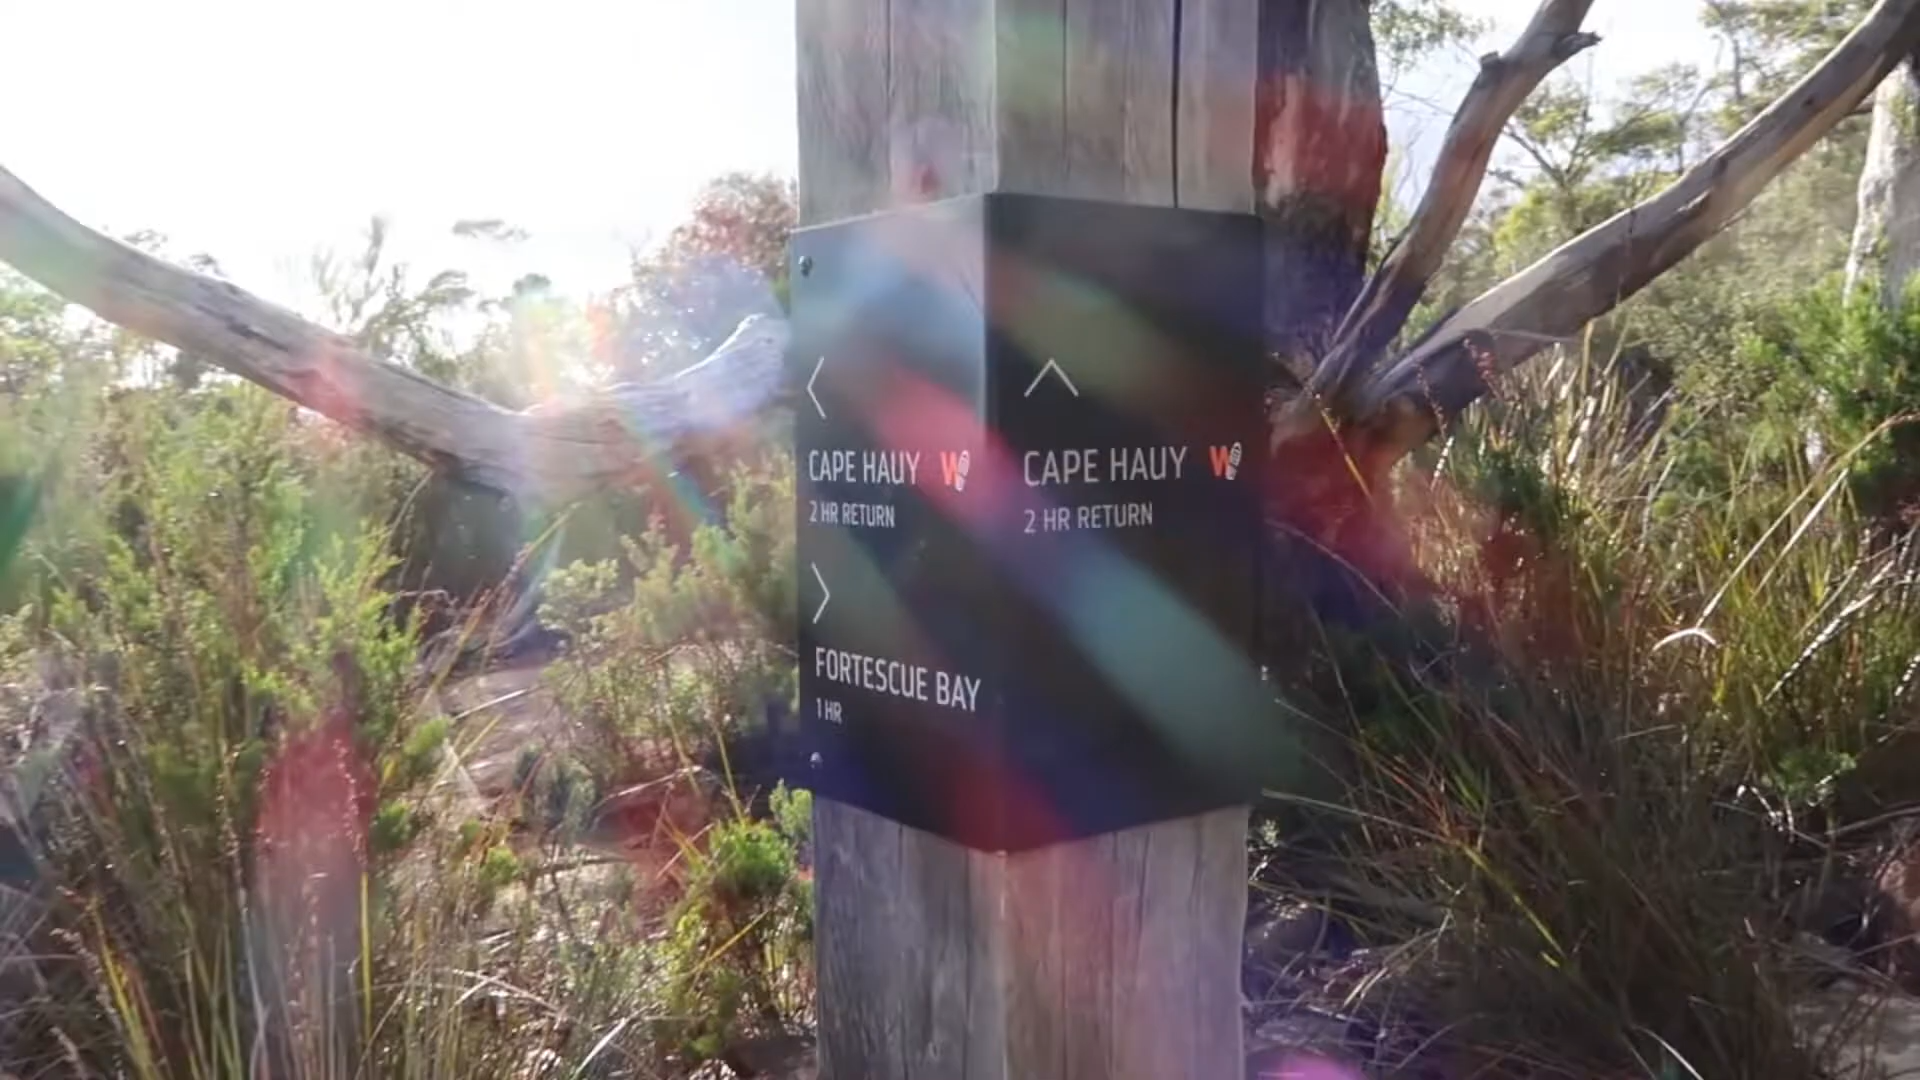 CAPE HAUY W
2 HR RETURN
FORTESCUE BAY
1 HR
CAPE HAUY W
2 HR RETURN